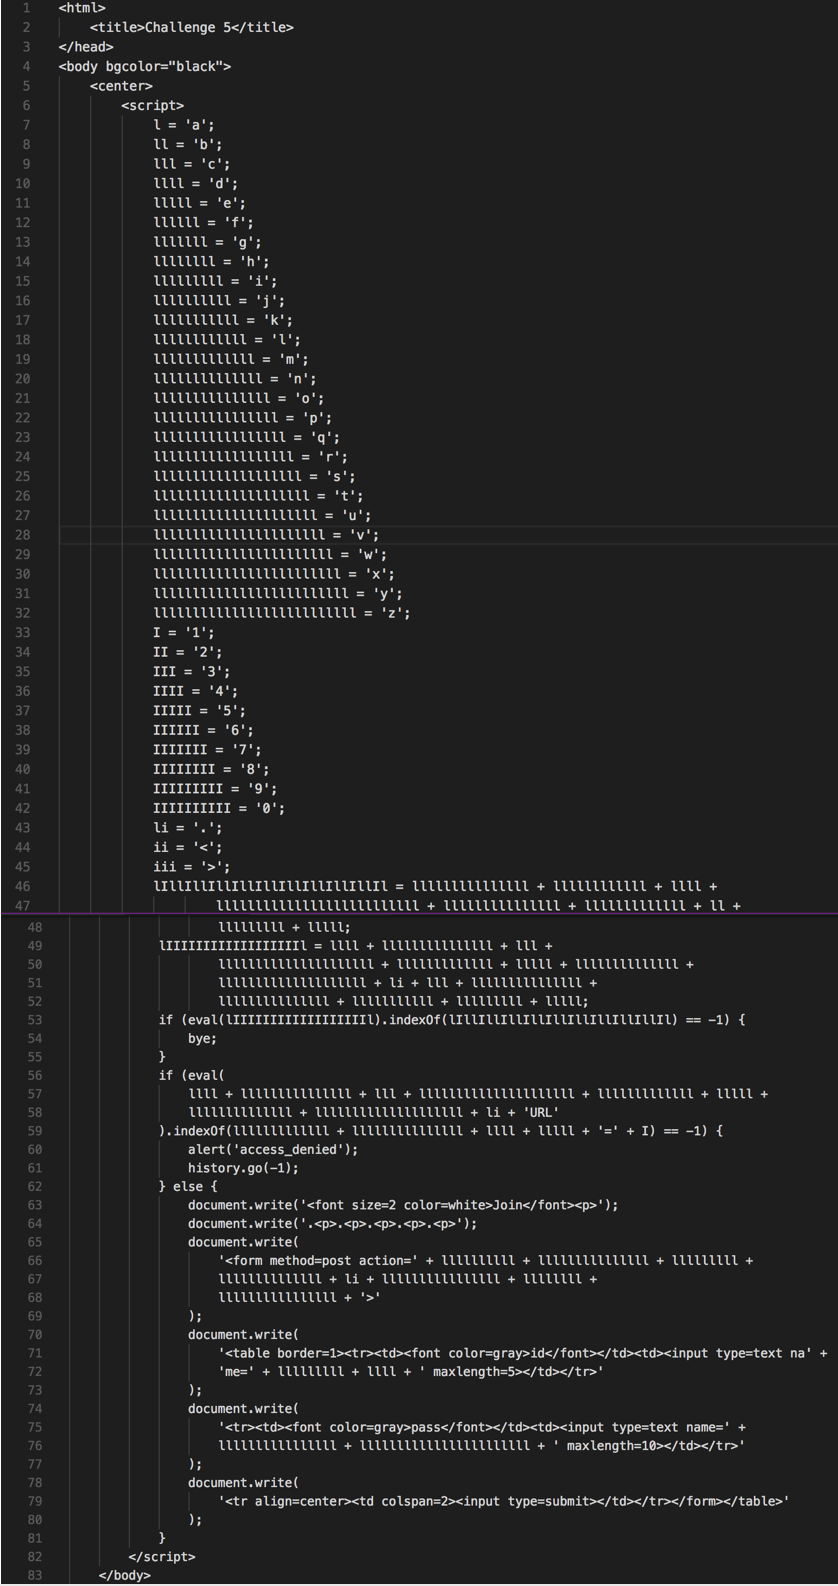 1 <html>
2 <title>Challenge 5</title>
3 </head>
4 <body bgcolor="black">
5 <center>
6 <script>
7 l = 'a';
8 ll = 'b';
9 lll = 'c';
10 llll = 'd';
11 lllll = 'e';
12 llllll = 'f';
13 lllllll = 'g';
14 llllllll = 'h';
15 lllllllll = 'i';
16 llllllllll = 'j';
17 lllllllllll = 'k';
18 llllllllllll = 'l';
19 lllllllllllll = 'm';
20 llllllllllllll = 'n';
21 lllllllllllllll = 'o';
22 llllllllllllllll = 'p';
23 lllllllllllllllll = 'q';
24 llllllllllllllllll = 'r';
25 lllllllllllllllllll = 's';
26 llllllllllllllllllll = 't';
27 lllllllllllllllllllll = 'u';
28 llllllllllllllllllllll = 'v';
29 lllllllllllllllllllllll = 'w';
30 llllllllllllllllllllllll = 'x';
31 lllllllllllllllllllllllll = 'y';
32 llllllllllllllllllllllllll = 'z';
33 I = '1';
34 II = '2';
35 III = '3';
36 IIII = '4';
37 IIIII = '5';
38 IIIIII = '6';
39 IIIIIII = '7';
40 IIIIIIII = '8';
41 IIIIIIIII = '9';
42 IIIIIIIIII = '0';
43 li = '.';
44 ii = '<';
45 iii = '>';
46 lIllIllIllIllIllIllIllIllIllIl = lllllllllllllll + llllllllllll + llll +
47 llllllllllllllllllllllllll + lllllllllllllll + lllllllllllll + ll +
48 lllllllll + lllll;
49 lIIIIIIIIIIIIIIIIIIl = llll + lllllllllllllll + lll +
50 lllllllllllllllllllll + lllllllllllll + lllll + llllllllllllll +
51 llllllllllllllllllll + li + lll + lllllllllllllll +
52 lllllllllllllll + lllllllllll + lllllllll + lllll;
53 if (eval(lIIIIIIIIIIIIIIIIIIl).indexOf(lIllIllIllIllIllIllIllIllIllIl) == -1) {
54 bye;
55 }
56 if (eval(
57 llll + lllllllllllllll + lll + lllllllllllllllllllll + lllllllllllll + lllll +
58 llllllllllllll + llllllllllllllllllll + li + 'URL'
59 ).indexOf(lllllllllllll + lllllllllllllll + llll + lllll + '=' + I) == -1) {
60 alert('access_denied');
61 history.go(-1);
62 } else {
63 document.write('<font size=2 color=white>Join</font><p>');
64 document.write('.<p>.<p>.<p>.<p>.<p>');
65 document.write(
66 '<form method=post action=' + llllllllll + lllllllllllllll + lllllllll +
67 llllllllllllll + li + llllllllllllllll + llllllll +
68 llllllllllllllll + '>'
69 );
70 document.write(
71 '<table border=1><tr><td><font color=gray>id</font></td><td><input type=text na' +
72 'me=' + lllllllll + llll + ' maxlength=5></td></tr>'
73 );
74 document.write(
75 '<tr><td><font color=gray>pass</font></td><td><input type=text name=' +
76 llllllllllllllll + lllllllllllllllllllllll + ' maxlength=10></td></tr>'
77 );
78 document.write(
79 '<tr align=center><td colspan=2><input type=submit></td></tr></form></table>'
80 );
81 }
82 </script>
83 </body>